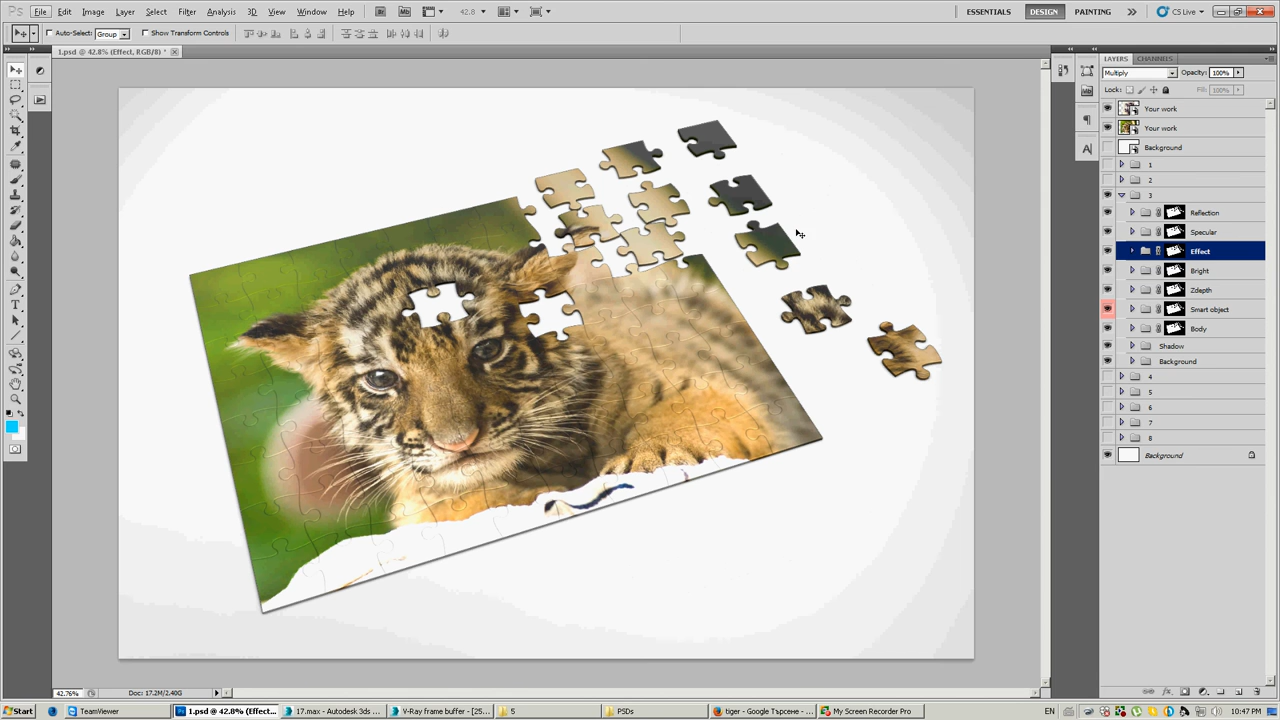 Ps File Edit Image Layer Select Filter Analysis 3D View Window Help Br Mb 42.8 ESSENTIALS DESIGN PAINTING CS Live
Auto-Select: Group Show Transform Controls
1.psd @ 42.8% (Effect, RGB/8) *
LAYERS CHANNELS
Multiply Opacity: 100%
Lock: Fill: 100%
Your work
Your work
Background
1
2
3
Reflection
Specular
Effect
Bright
Zdepth
Smart object
Body
Shadow
Background
4
5
6
7
8
Background
42.76% Doc: 17.2M/2.40G
Start TeamViewer 1.psd @ 42.8% (Effec... 17.max - Autodesk 3ds ... V-Ray frame buffer - [25... 5 PSDs tiger - Google Търсене - ... My Screen Recorder Pro EN 10:47 PM